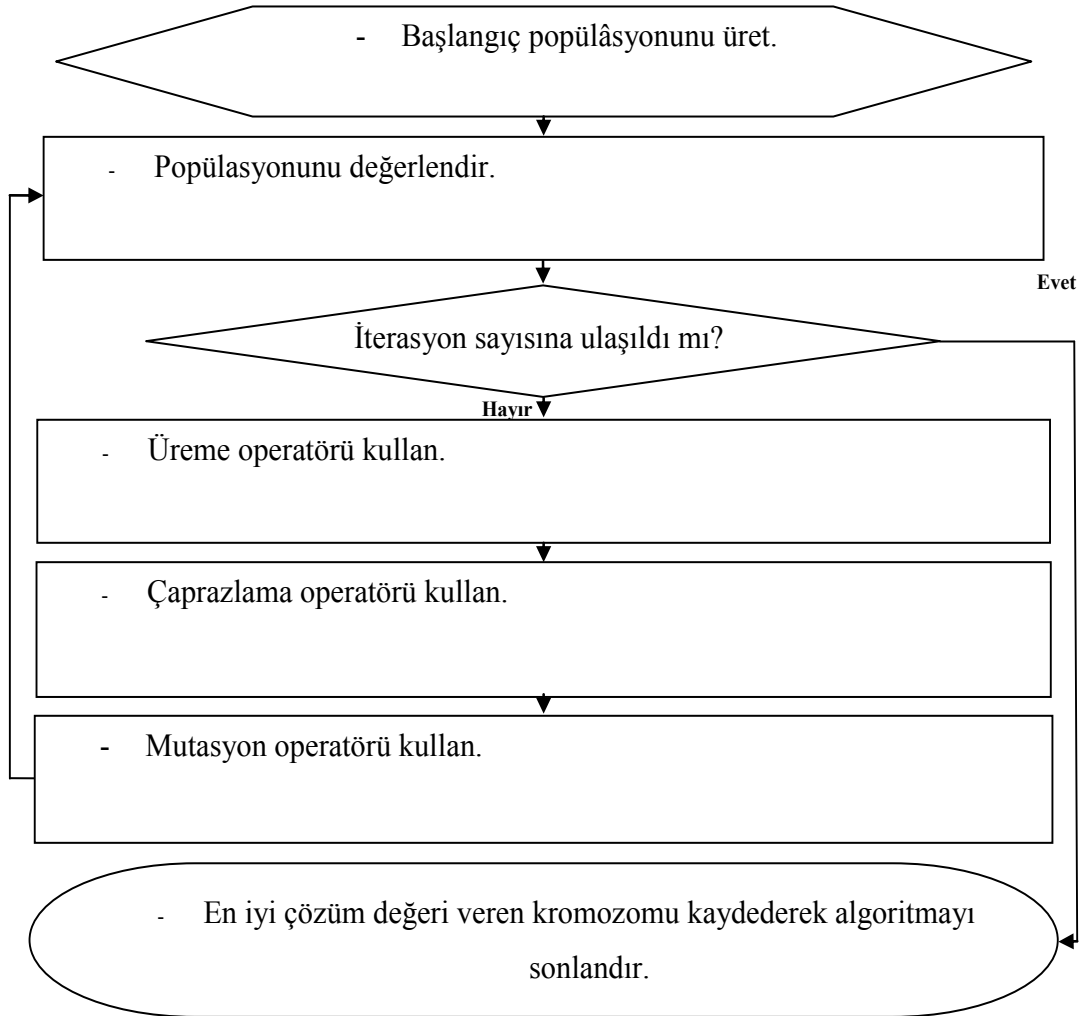 - Başlangıç popülâsyonunu üret.
- Popülasyonunu değerlendir.
Evet
İterasyon sayısına ulaşıldı mı?
Hayır
- Üreme operatörü kullan.
- Çaprazlama operatörü kullan.
- Mutasyon operatörü kullan.
- En iyi çözüm değeri veren kromozomu kaydederek algoritmayı
sonlandır.